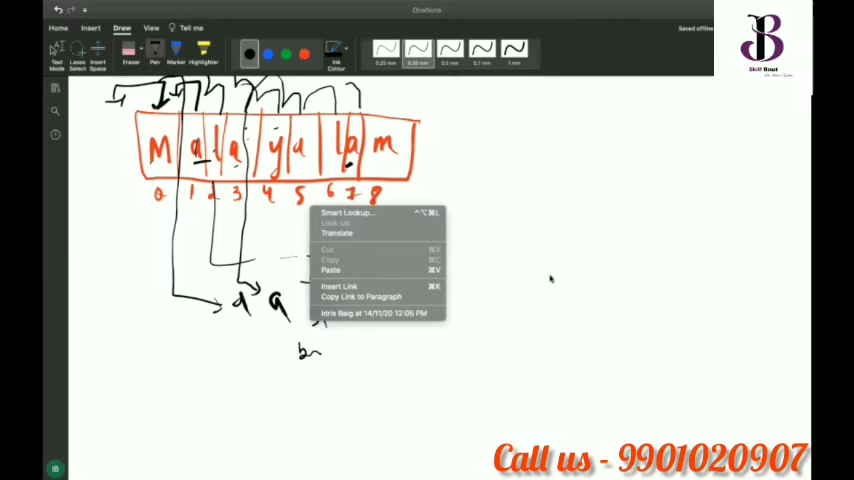 OneNote
Home Insert Draw View Tell me
Saved offline
Text Mode
Lasso Select
Insert Space
Eraser
Pen
Marker
Highlighter
Ink Colour
0.25 mm
0.35 mm
0.5 mm
0.7 mm
1 mm
Skill Bout
M a l a y a l a m
0 1 2 3 4 5 6 7 8
Smart Lookup... ^⌥⌘L
Look Up
Translate
Cut ⌘X
Copy ⌘C
Paste ⌘V
Insert Link ⌘K
Copy Link to Paragraph
Idris Baig at 14/11/20 12:05 PM
a a
IB
Call us - 9901020907